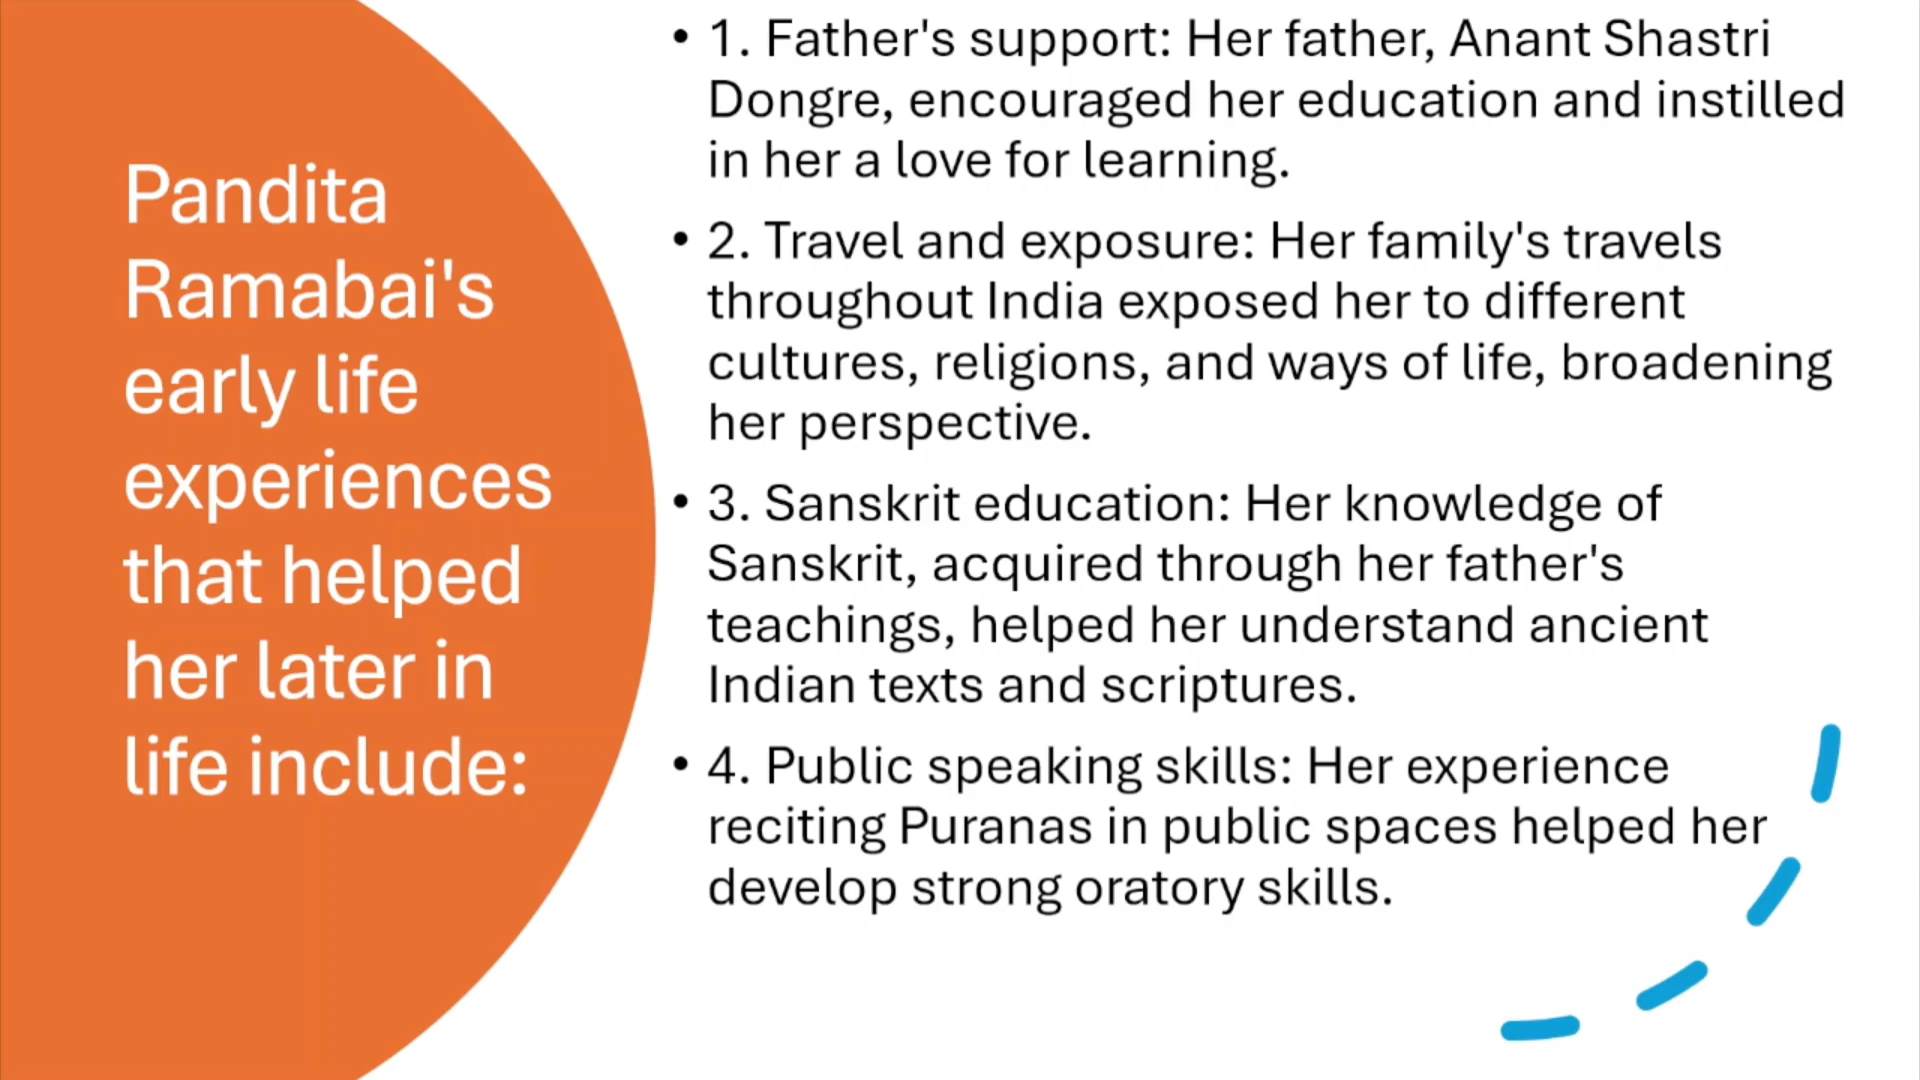 Pandita
Ramabai's
early life
experiences
that helped
her later in
life include:
• 1. Father's support: Her father, Anant Shastri
Dongre, encouraged her education and instilled
in her a love for learning.
• 2. Travel and exposure: Her family's travels
throughout India exposed her to different
cultures, religions, and ways of life, broadening
her perspective.
• 3. Sanskrit education: Her knowledge of
Sanskrit, acquired through her father's
teachings, helped her understand ancient
Indian texts and scriptures.
• 4. Public speaking skills: Her experience
reciting Puranas in public spaces helped her
develop strong oratory skills.